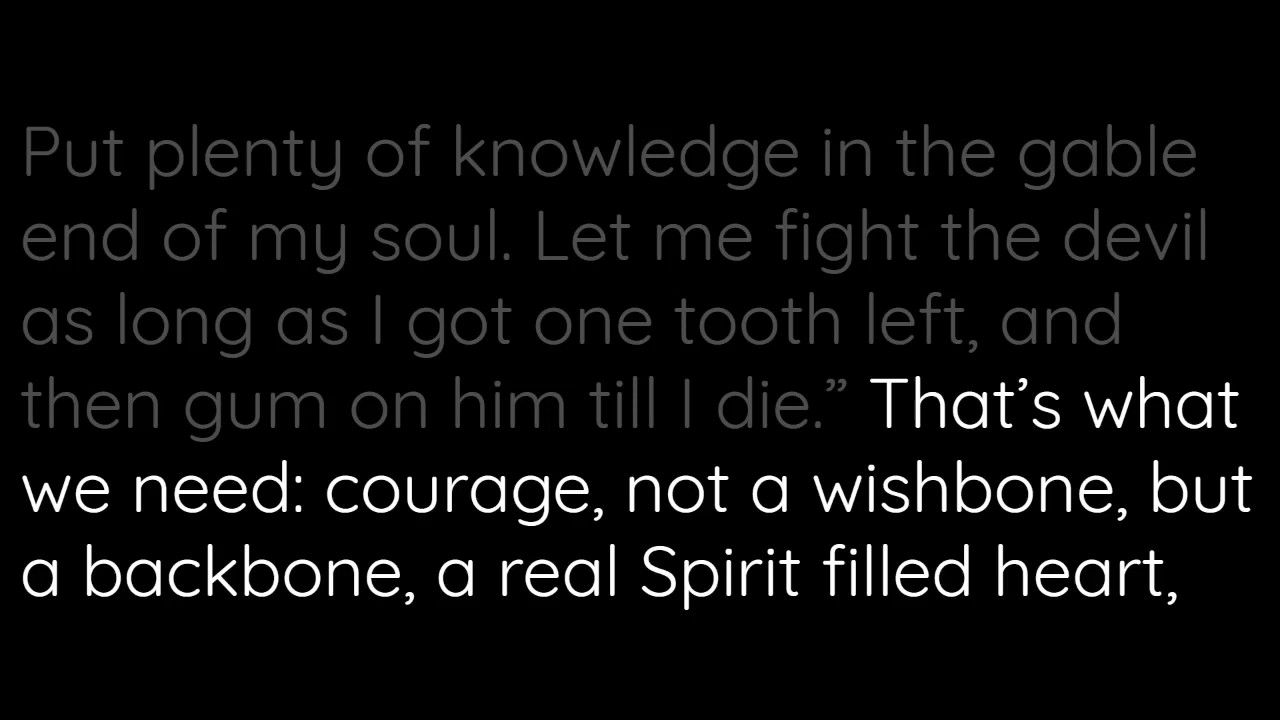 Put plenty of knowledge in the gable
end of my soul. Let me fight the devil
as long as I got one tooth left, and
then gum on him till I die.” That’s what
we need: courage, not a wishbone, but
a backbone, a real Spirit filled heart,